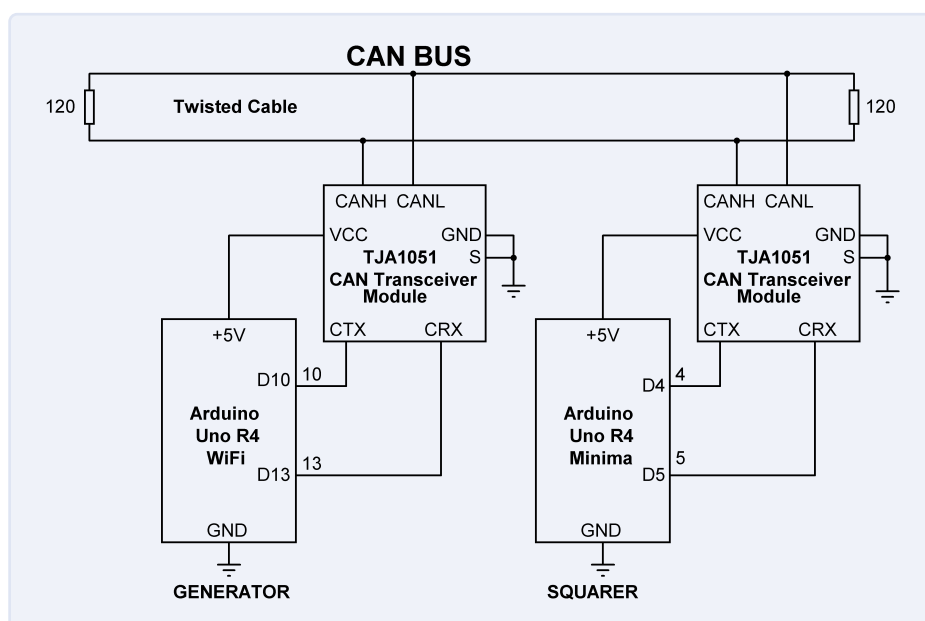 CAN BUS
120
Twisted Cable
120
CANH CANL
VCC
GND
TJA1051
S
CAN Transceiver
Module
CTX
CRX
+5V
D10
10
Arduino
Uno R4
WiFi
D13
13
GND
GENERATOR
CANH CANL
VCC
GND
TJA1051
S
CAN Transceiver
Module
CTX
CRX
+5V
D4
4
Arduino
Uno R4
Minima
D5
5
GND
SQUARER